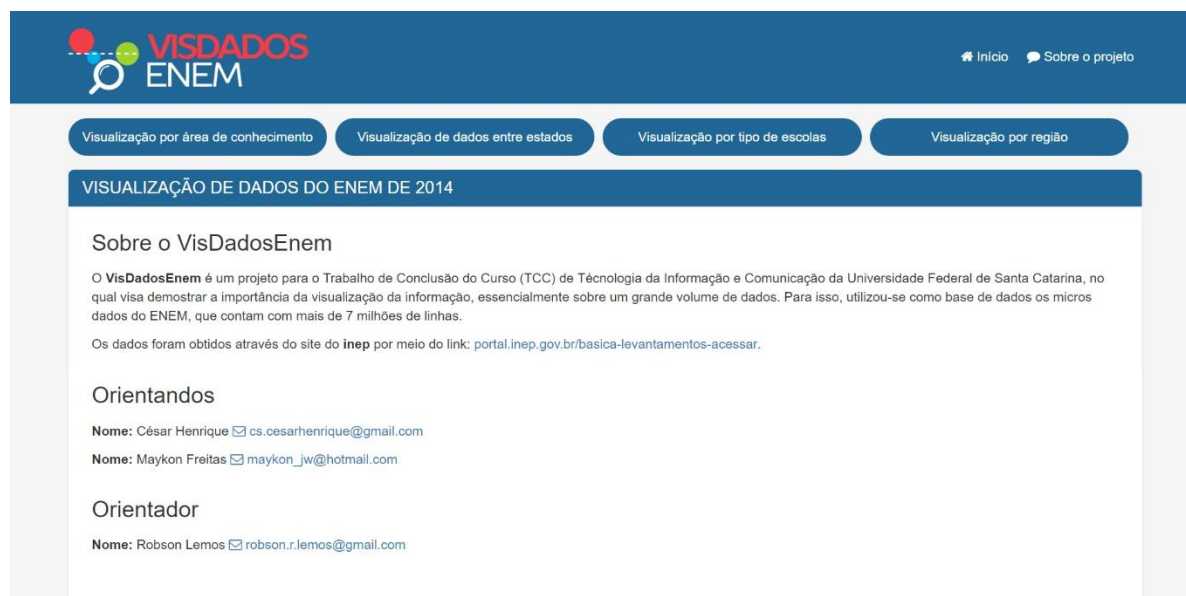 VISDADOS
ENEM
Início
Sobre o projeto
Visualização por área de conhecimento
Visualização de dados entre estados
Visualização por tipo de escolas
Visualização por região
VISUALIZAÇÃO DE DADOS DO ENEM DE 2014
Sobre o VisDadosEnem
O VisDadosEnem é um projeto para o Trabalho de Conclusão do Curso (TCC) de Técnologia da Informação e Comunicação da Universidade Federal de Santa Catarina, no
qual visa demostrar a importância da visualização da informação, essencialmente sobre um grande volume de dados. Para isso, utilizou-se como base de dados os micros
dados do ENEM, que contam com mais de 7 milhões de linhas.
Os dados foram obtidos através do site do inep por meio do link: portal.inep.gov.br/basica-levantamentos-acessar.
Orientandos
Nome: César Henrique cs.cesarhenrique@gmail.com
Nome: Maykon Freitas maykon_jw@hotmail.com
Orientador
Nome: Robson Lemos robson.r.lemos@gmail.com